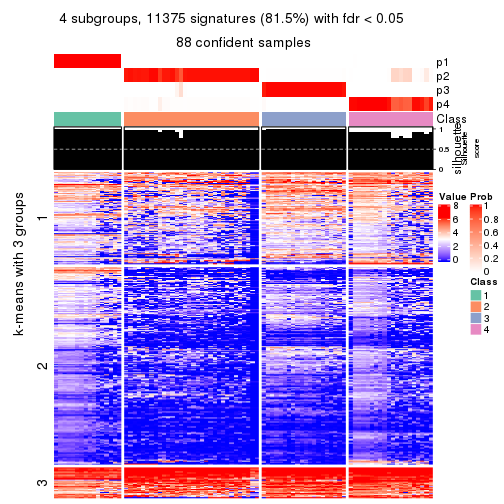 4 subgroups, 11375 signatures (81.5%) with fdr < 0.05
88 confident samples
p1
p2
p3
p4
Class
silhouette
Silhouette
score
1
0.5
0
k-means with 3 groups
1
2
3
Value
8
6
4
2
0
Prob
1
0.8
0.6
0.4
0.2
0
Class
1
2
3
4